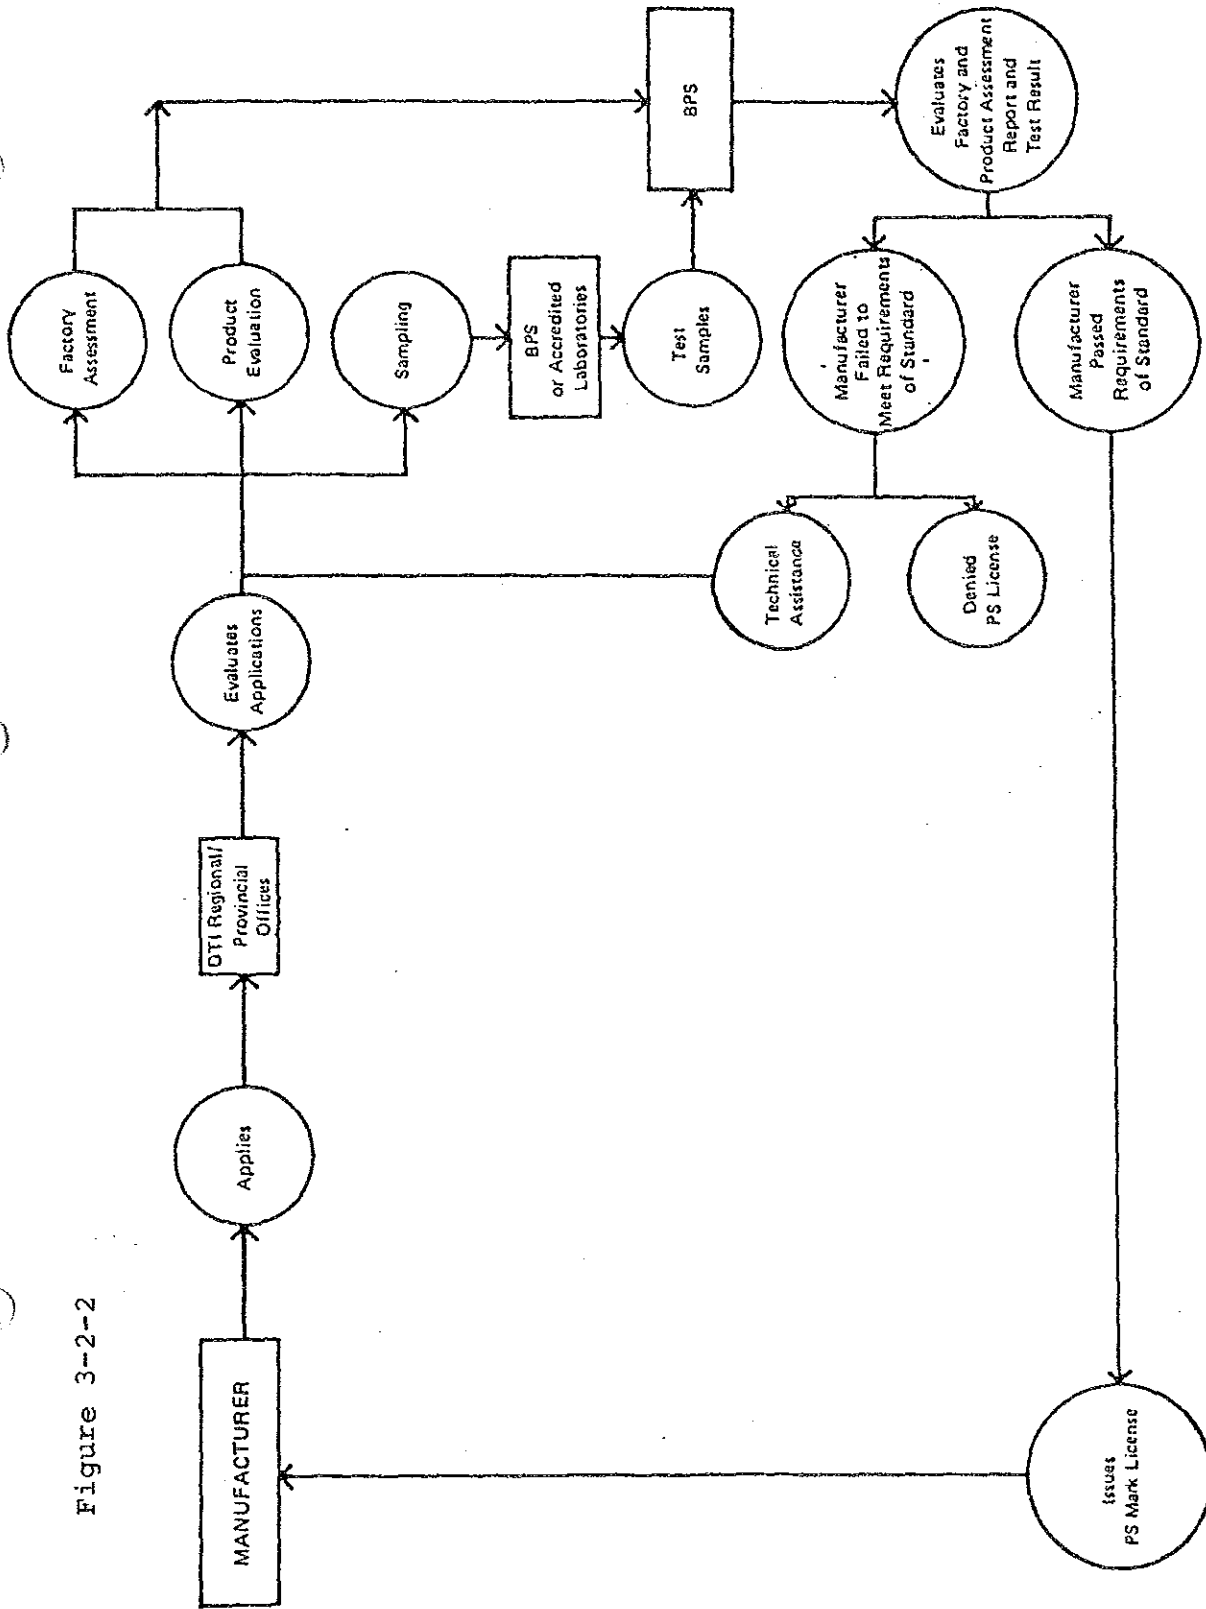 Figure 3-2-2
MANUFACTURER
Applies
DTI Regional/
Provincial
Offices
Evaluates
Applications
Factory
Assessment
Product
Evaluation
Sampling
BPS
or Accredited
Laboratories
Test
Samples
BPS
Evaluates
Factory and
Product Assessment
Report and
Test Result
Manufacturer
Failed to
Meet Requirements
of Standard
Manufacturer
Passed
Requirements
of Standard
Technical
Assistance
Denied
PS License
Issues
PS Mark License